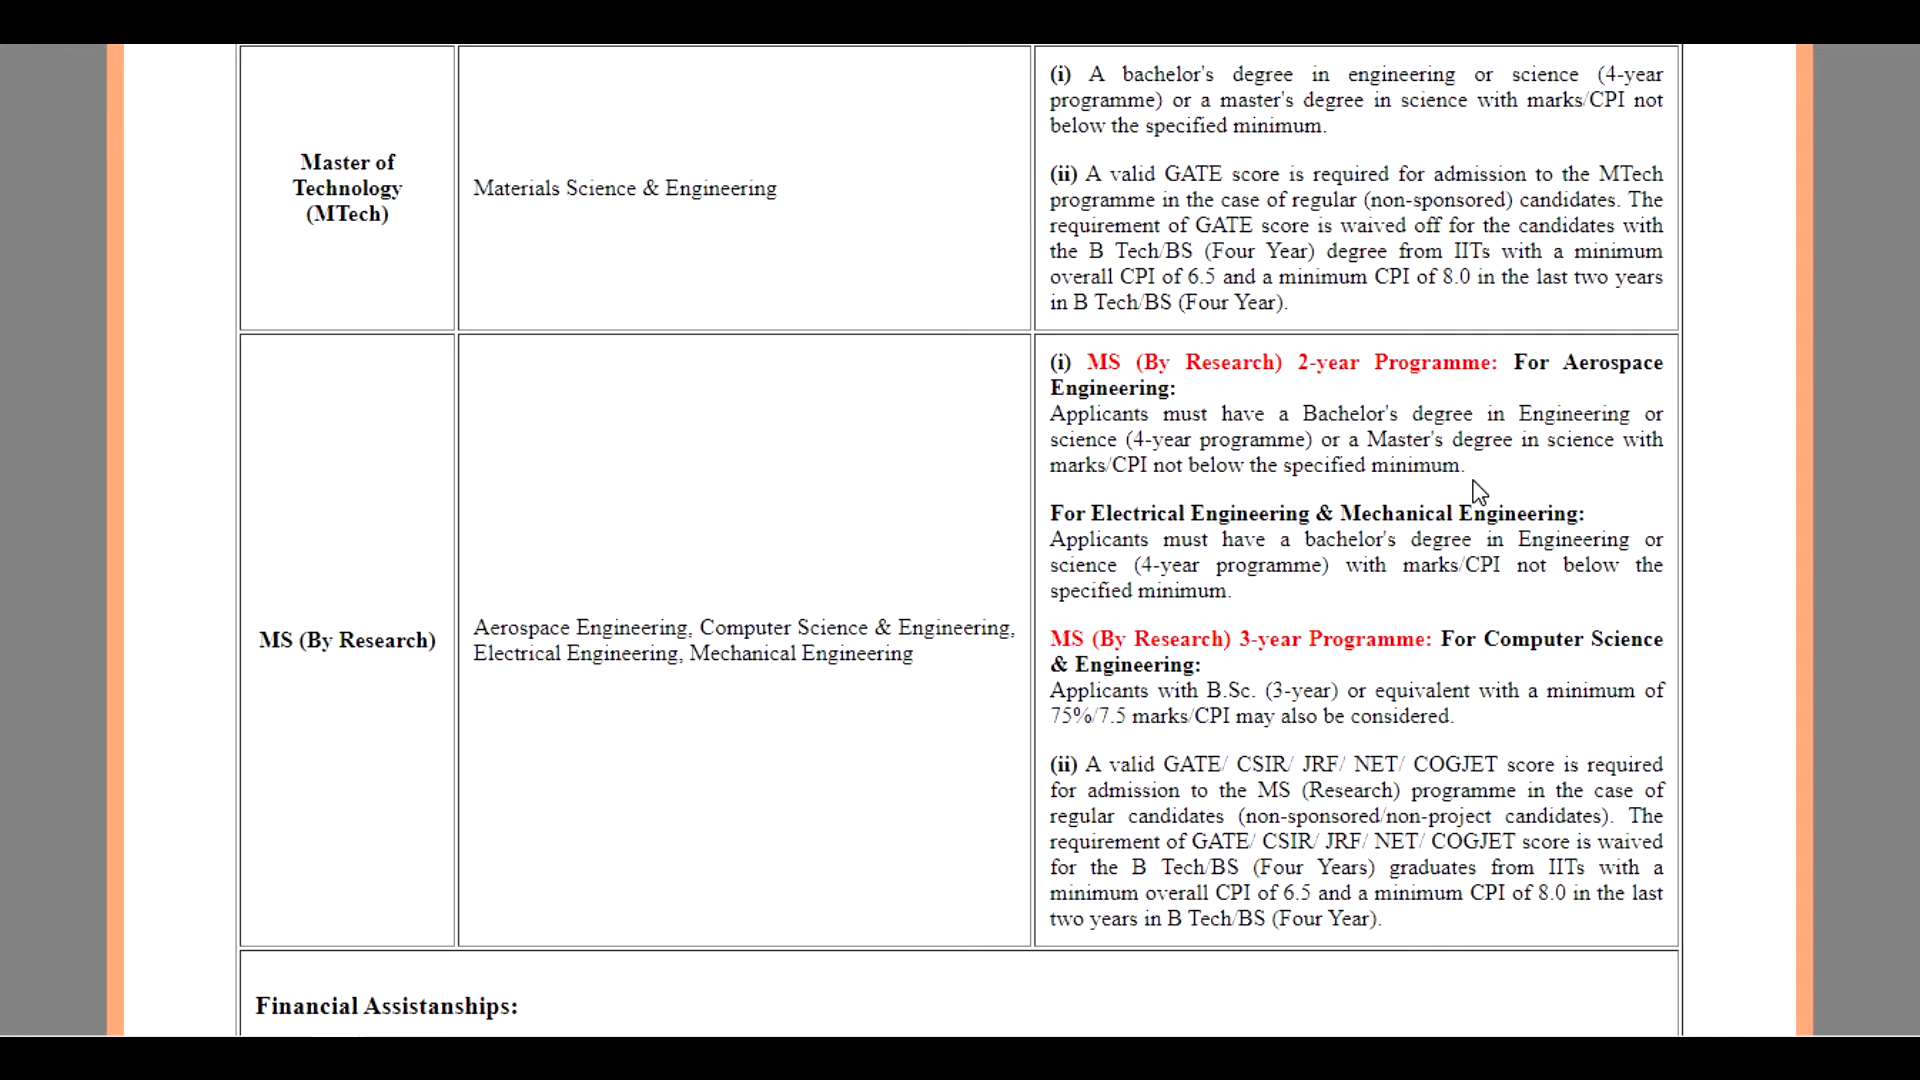 Master of
Technology
(MTech)
Materials Science & Engineering
(i) A bachelor's degree in engineering or science (4-year
programme) or a master's degree in science with marks/CPI not
below the specified minimum.
(ii) A valid GATE score is required for admission to the MTech
programme in the case of regular (non-sponsored) candidates. The
requirement of GATE score is waived off for the candidates with
the B Tech/BS (Four Year) degree from IITs with a minimum
overall CPI of 6.5 and a minimum CPI of 8.0 in the last two years
in B Tech/BS (Four Year).
MS (By Research)
Aerospace Engineering, Computer Science & Engineering,
Electrical Engineering, Mechanical Engineering
(i) MS (By Research) 2-year Programme: For Aerospace
Engineering:
Applicants must have a Bachelor's degree in Engineering or
science (4-year programme) or a Master's degree in science with
marks/CPI not below the specified minimum.
For Electrical Engineering & Mechanical Engineering:
Applicants must have a bachelor's degree in Engineering or
science (4-year programme) with marks/CPI not below the
specified minimum.
MS (By Research) 3-year Programme: For Computer Science
& Engineering:
Applicants with B.Sc. (3-year) or equivalent with a minimum of
75%/7.5 marks/CPI may also be considered.
(ii) A valid GATE/ CSIR/ JRF/ NET/ COGJET score is required
for admission to the MS (Research) programme in the case of
regular candidates (non-sponsored/non-project candidates). The
requirement of GATE/ CSIR/ JRF/ NET/ COGJET score is waived
for the B Tech/BS (Four Years) graduates from IITs with a
minimum overall CPI of 6.5 and a minimum CPI of 8.0 in the last
two years in B Tech/BS (Four Year).
Financial Assistanships: